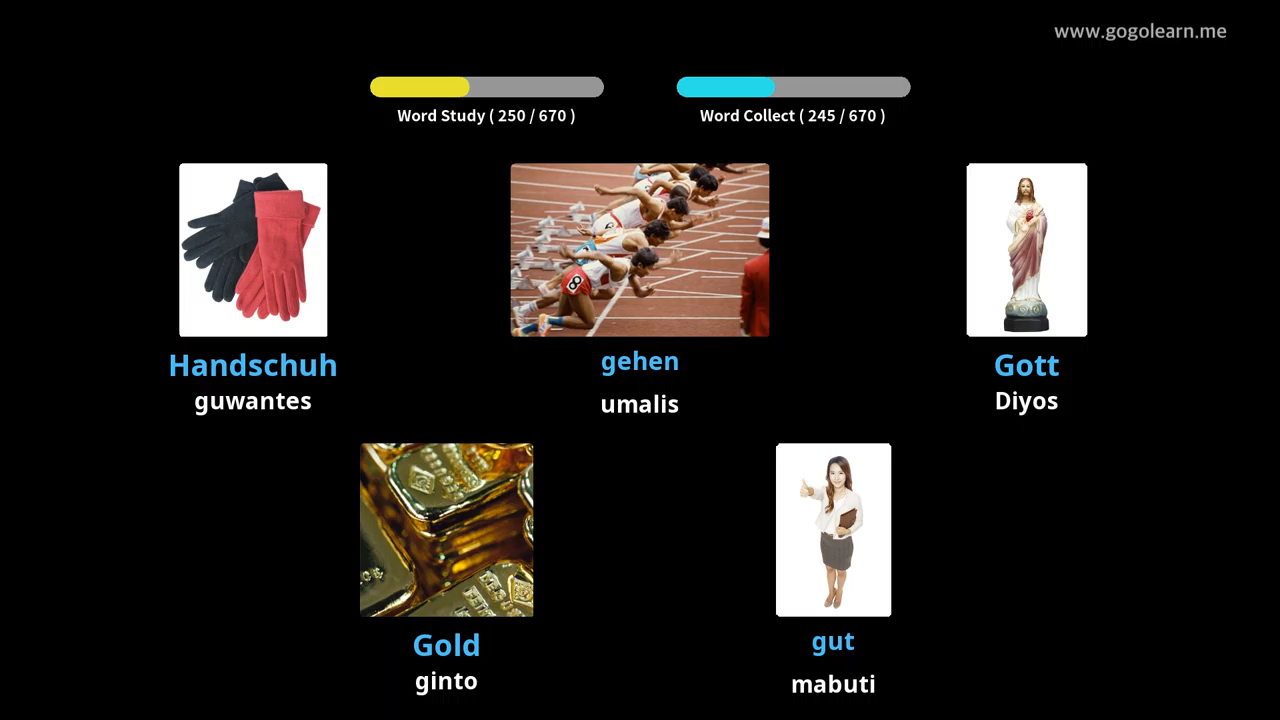 www.gogolearn.me
Word Study ( 250 / 670 )
Word Collect ( 245 / 670 )
8
Handschuh
guwantes
gehen
umalis
Gott
Diyos
Gold
ginto
gut
mabuti